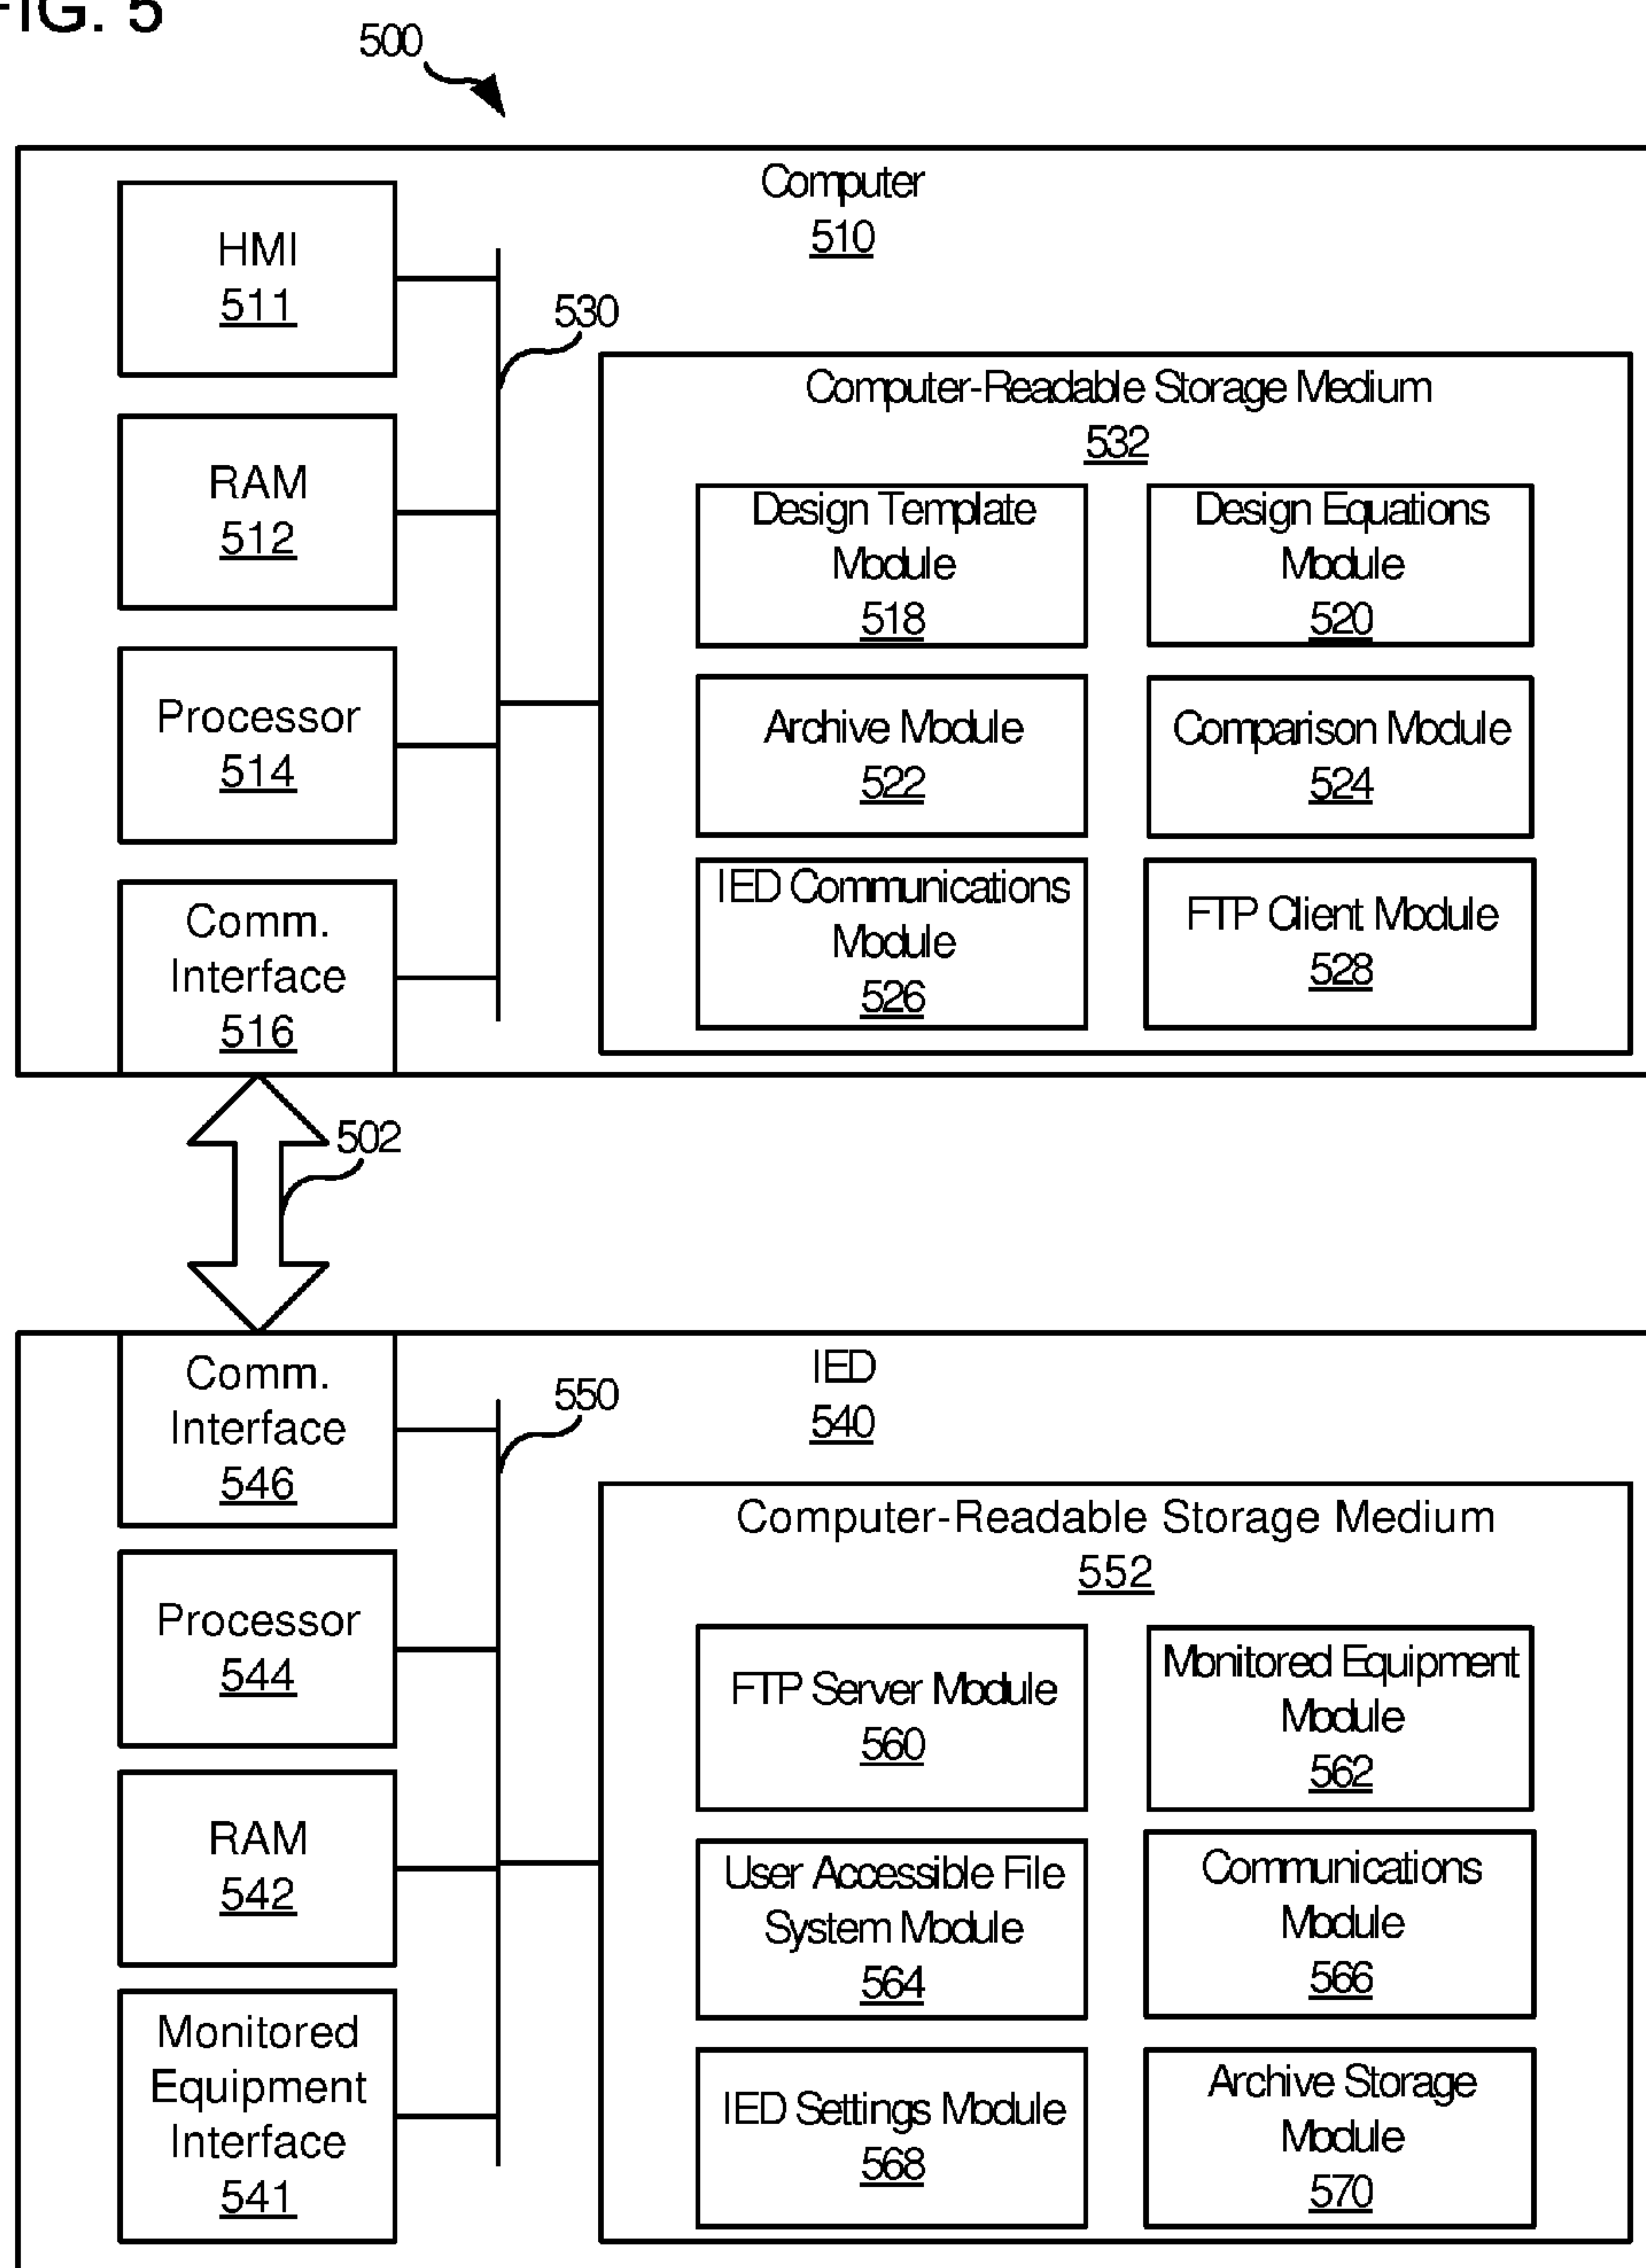 FIG. 5
500
Computer
510
HMI
511
530
RAM
512
Processor
514
Comm.
Interface
516
Computer-Readable Storage Medium
532
Design Template
Module
518
Design Equations
Module
520
Archive Module
522
Comparison Module
524
IED Communications
Module
526
FTP Client Module
528
502
IED
540
Comm.
Interface
546
550
Processor
544
RAM
542
Monitored
Equipment
Interface
541
Computer-Readable Storage Medium
552
FTP Server Module
560
Monitored Equipment
Module
562
User Accessible File
System Module
564
Communications
Module
566
IED Settings Module
568
Archive Storage
Module
570